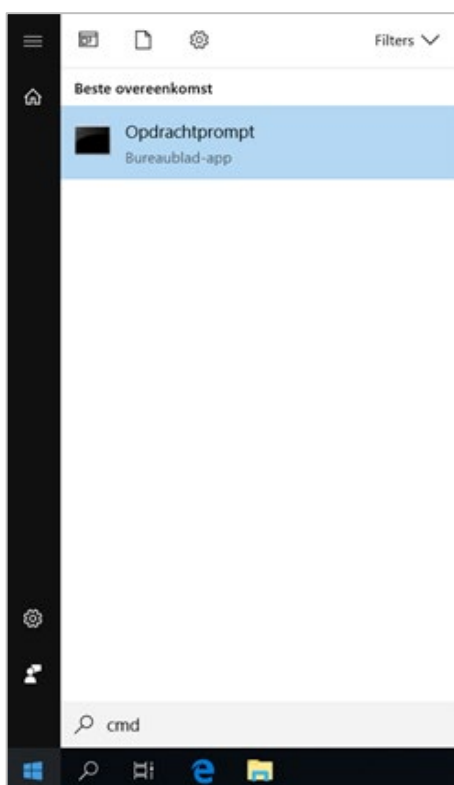 Filters
Beste overeenkomst
Opdrachtprompt
Bureaublad-app
cmd